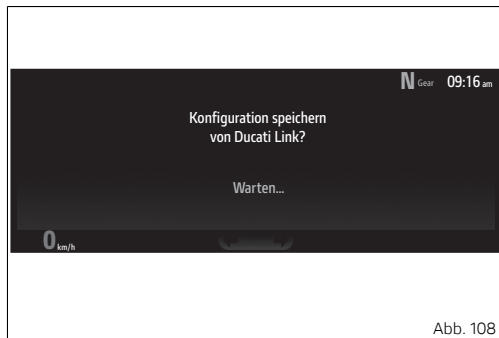 N Gear 09:16 am
Konfiguration speichern
von Ducati Link?
Warten...
0 km/h
Abb. 108